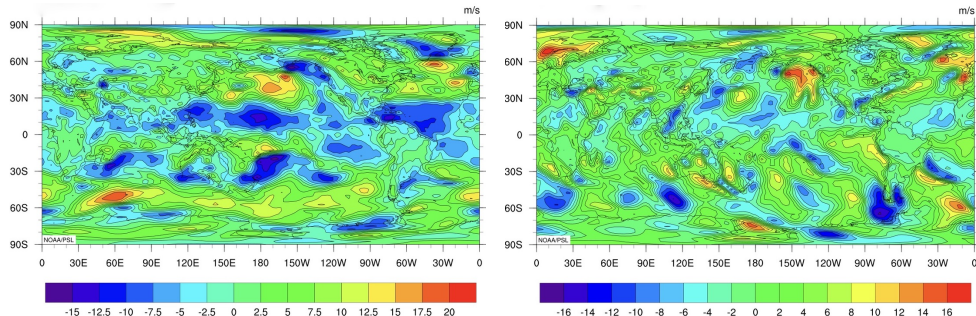 m/s
90N
60N
30N
0
30S
60S
90S
NOAA/PSL
0 30E 60E 90E 120E 150E 180 150W 120W 90W 60W 30W 0
-15 -12.5 -10 -7.5 -5 -2.5 0 2.5 5 7.5 10 12.5 15 17.5 20
m/s
90N
60N
30N
0
30S
60S
90S
NOAA/PSL
0 30E 60E 90E 120E 150E 180 150W 120W 90W 60W 30W 0
-16 -14 -12 -10 -8 -6 -4 -2 0 2 4 6 8 10 12 14 16